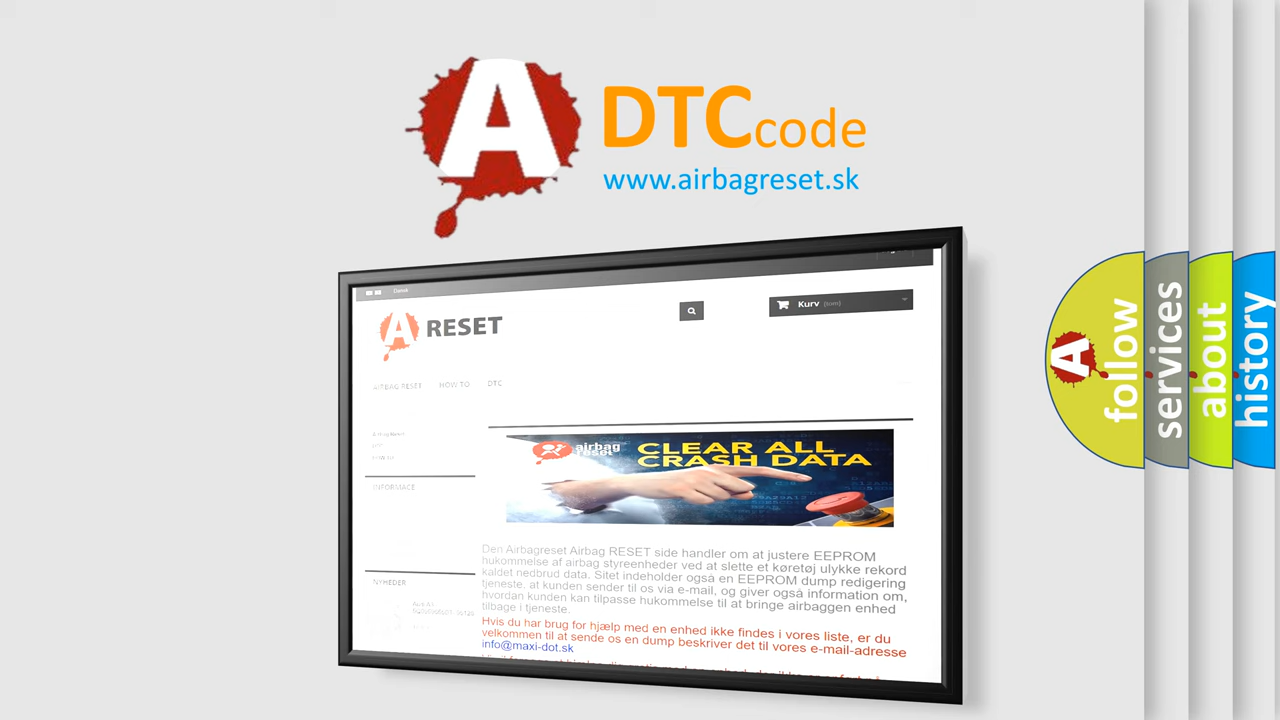 A
DTC code
www.airbagreset.sk
Dansk
A RESET
Kurv (tom)
AIRBAG RESET HOW TO DTC
INFORMACE
NYHEDER
airbag
reset
CLEAR ALL
CRASH DATA
Den Airbagreset Airbag RESET side handler om at justere EEPROM
hukommelse af airbag styreenheder ved at slette et køretøj ulykke rekord
kaldet nedbrud data. Sitet indeholder også en EEPROM dump redigering
tjeneste, at kunden sender til os via e-mail, og giver også information om,
hvordan kunden kan tilpasse hukommelse til at bringe airbaggen enhed
tilbage i tjeneste.
Hvis du har brug for hjælp med en enhed ikke findes i vores liste, er du
velkommen til at sende os en dump beskriver det til vores e-mail-adresse
info@maxi-dot.sk
A
follow
services
about
history